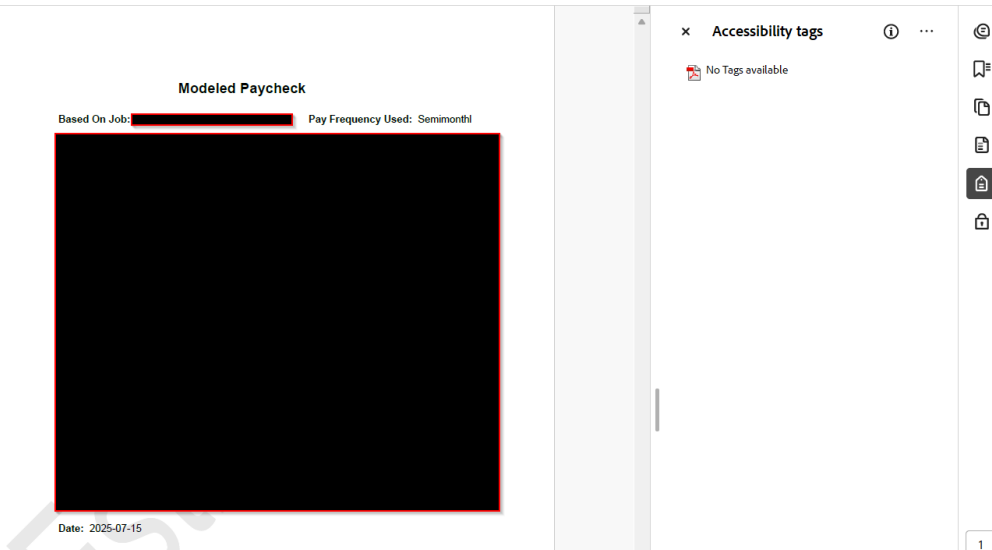 × Accessibility tags
No Tags available
Modeled Paycheck
Based On Job: Pay Frequency Used: Semimonthl
Date: 2025-07-15
1